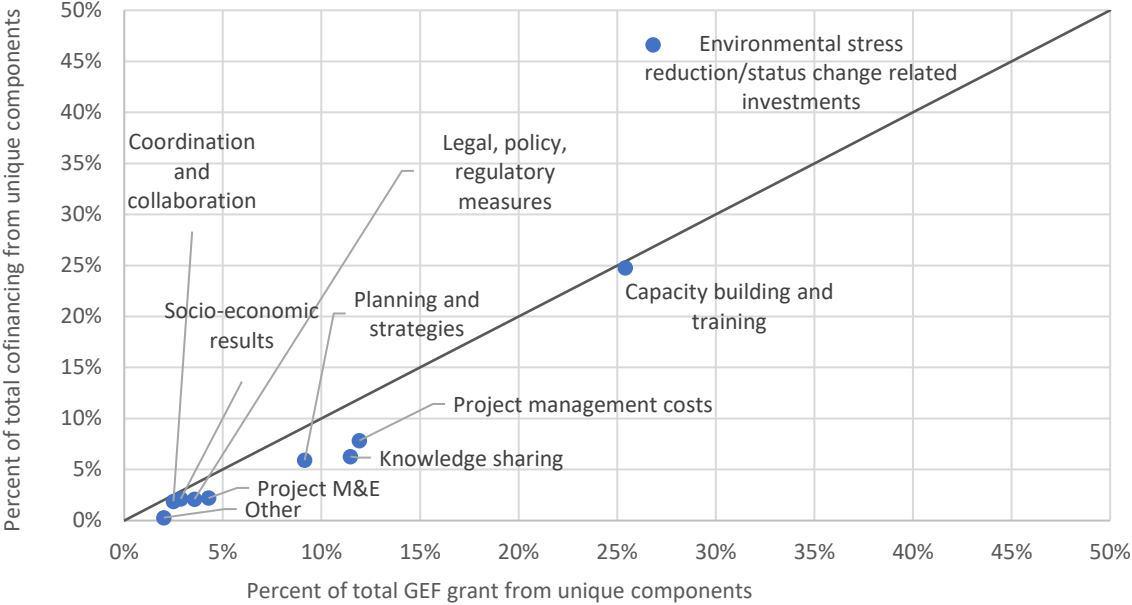 Percent of total cofinancing from unique components
50%
45%
40%
35%
30%
25%
20%
15%
10%
5%
0%
Environmental stress
reduction/status change related
investments
Coordination
and
collaboration
Legal, policy,
regulatory
measures
Socio-economic
results
Planning and
strategies
Capacity building and
training
Project management costs
Knowledge sharing
Project M&E
Other
0%
5%
10%
15%
20%
25%
30%
35%
40%
45%
50%
Percent of total GEF grant from unique components